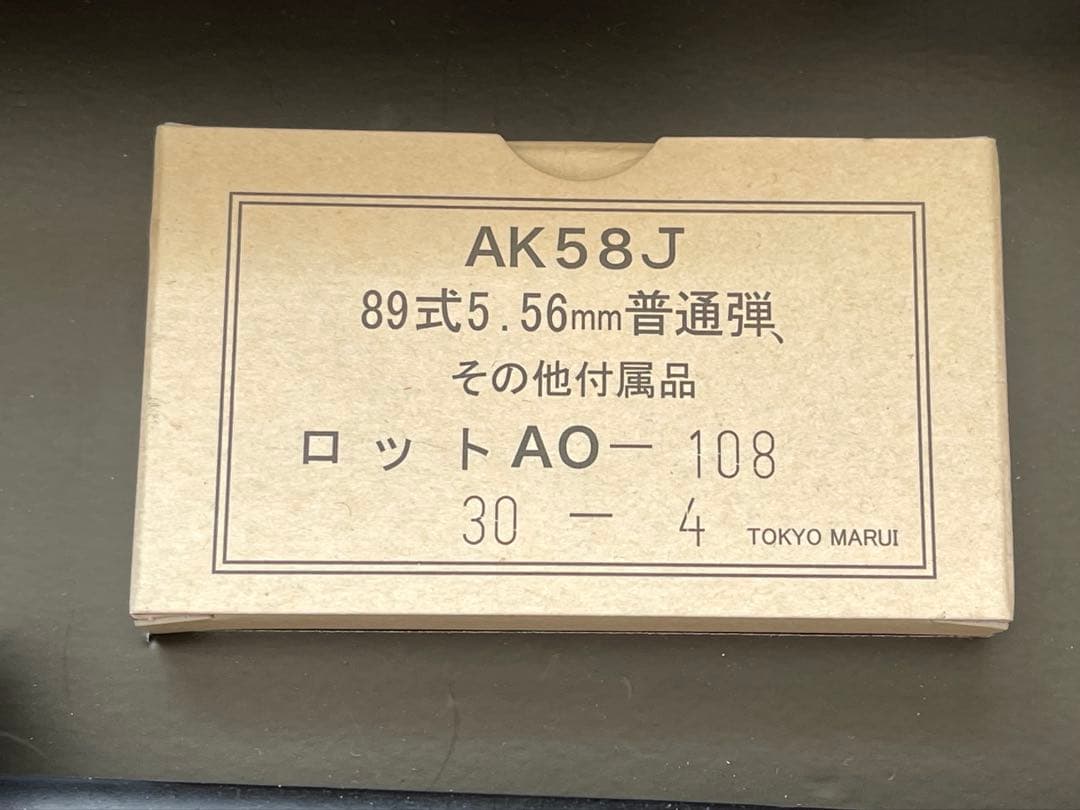 AK58J
89式5.56mm普通弾、
その他付属品
ロットAO－108
30－4
TOKYO MARUI